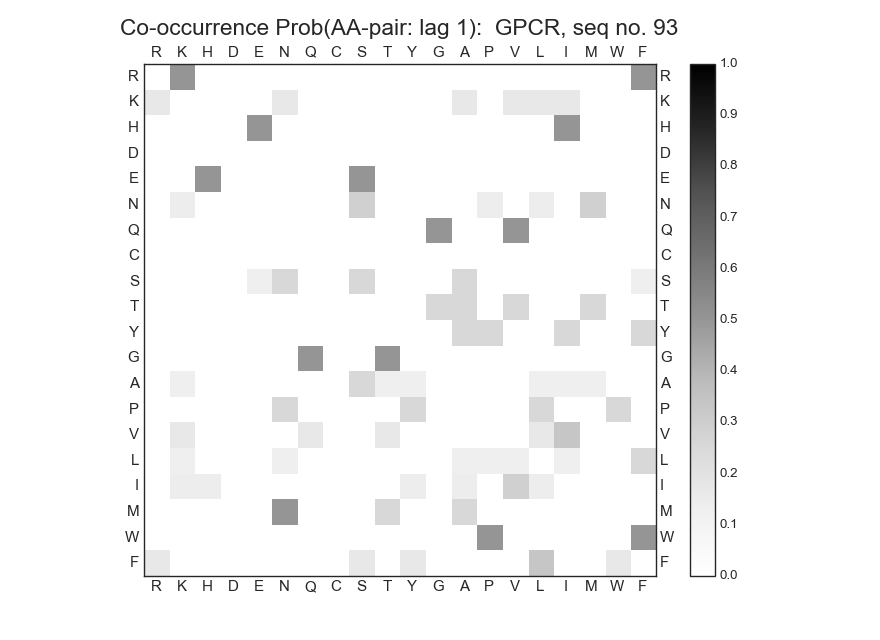 Co-occurrence Prob(AA-pair: lag 1):  GPCR, seq no. 93
R K H D E N Q C S T Y G A P V L I M W F
R R 1.0
K K 0.9
H H
D D 0.8
E E
N N 0.7
Q Q 0.6
C C
S S 0.5
T T
Y Y 0.4
G G
A A 0.3
P P
V V 0.2
L L
I I
M M 0.1
W W
F F 0.0
R K H D E N Q C S T Y G A P V L I M W F